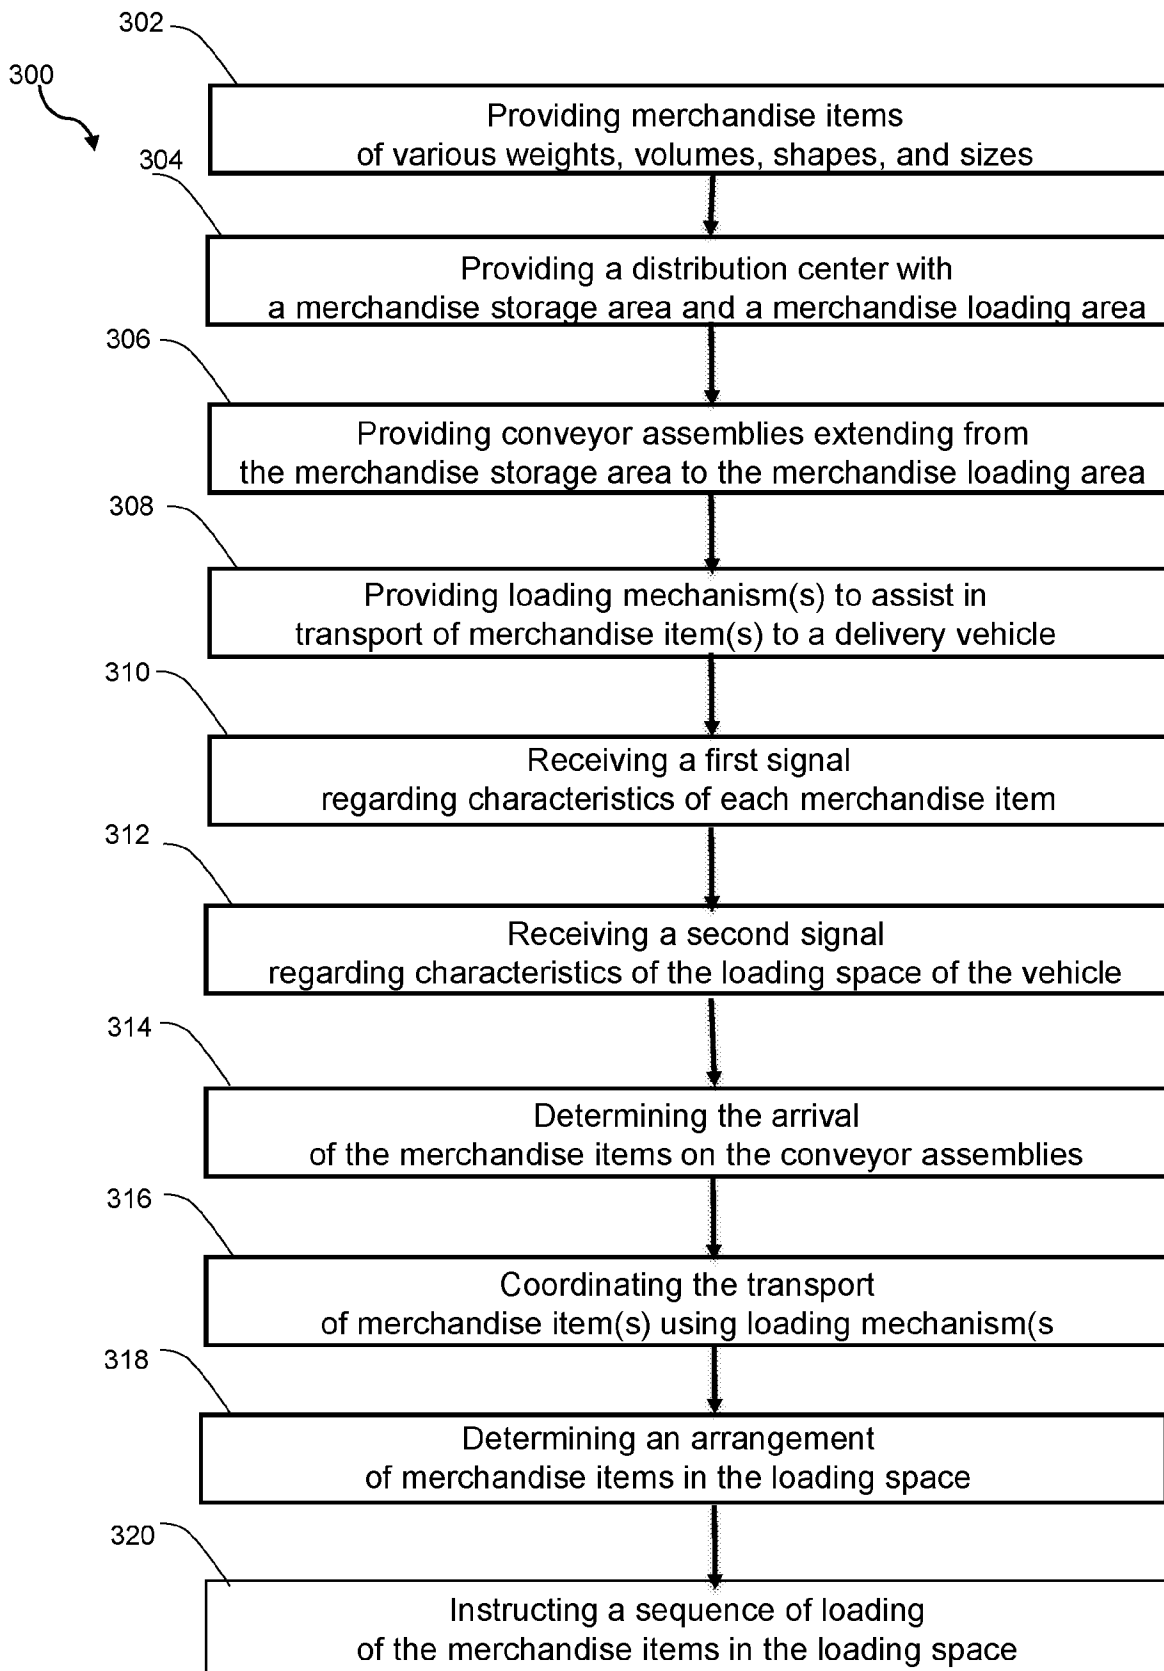 302
300
Providing merchandise items
of various weights, volumes, shapes, and sizes
304
Providing a distribution center with
a merchandise storage area and a merchandise loading area
306
Providing conveyor assemblies extending from
the merchandise storage area to the merchandise loading area
308
Providing loading mechanism(s) to assist in
transport of merchandise item(s) to a delivery vehicle
310
Receiving a first signal
regarding characteristics of each merchandise item
312
Receiving a second signal
regarding characteristics of the loading space of the vehicle
314
Determining the arrival
of the merchandise items on the conveyor assemblies
316
Coordinating the transport
of merchandise item(s) using loading mechanism(s
318
Determining an arrangement
of merchandise items in the loading space
320
Instructing a sequence of loading
of the merchandise items in the loading space